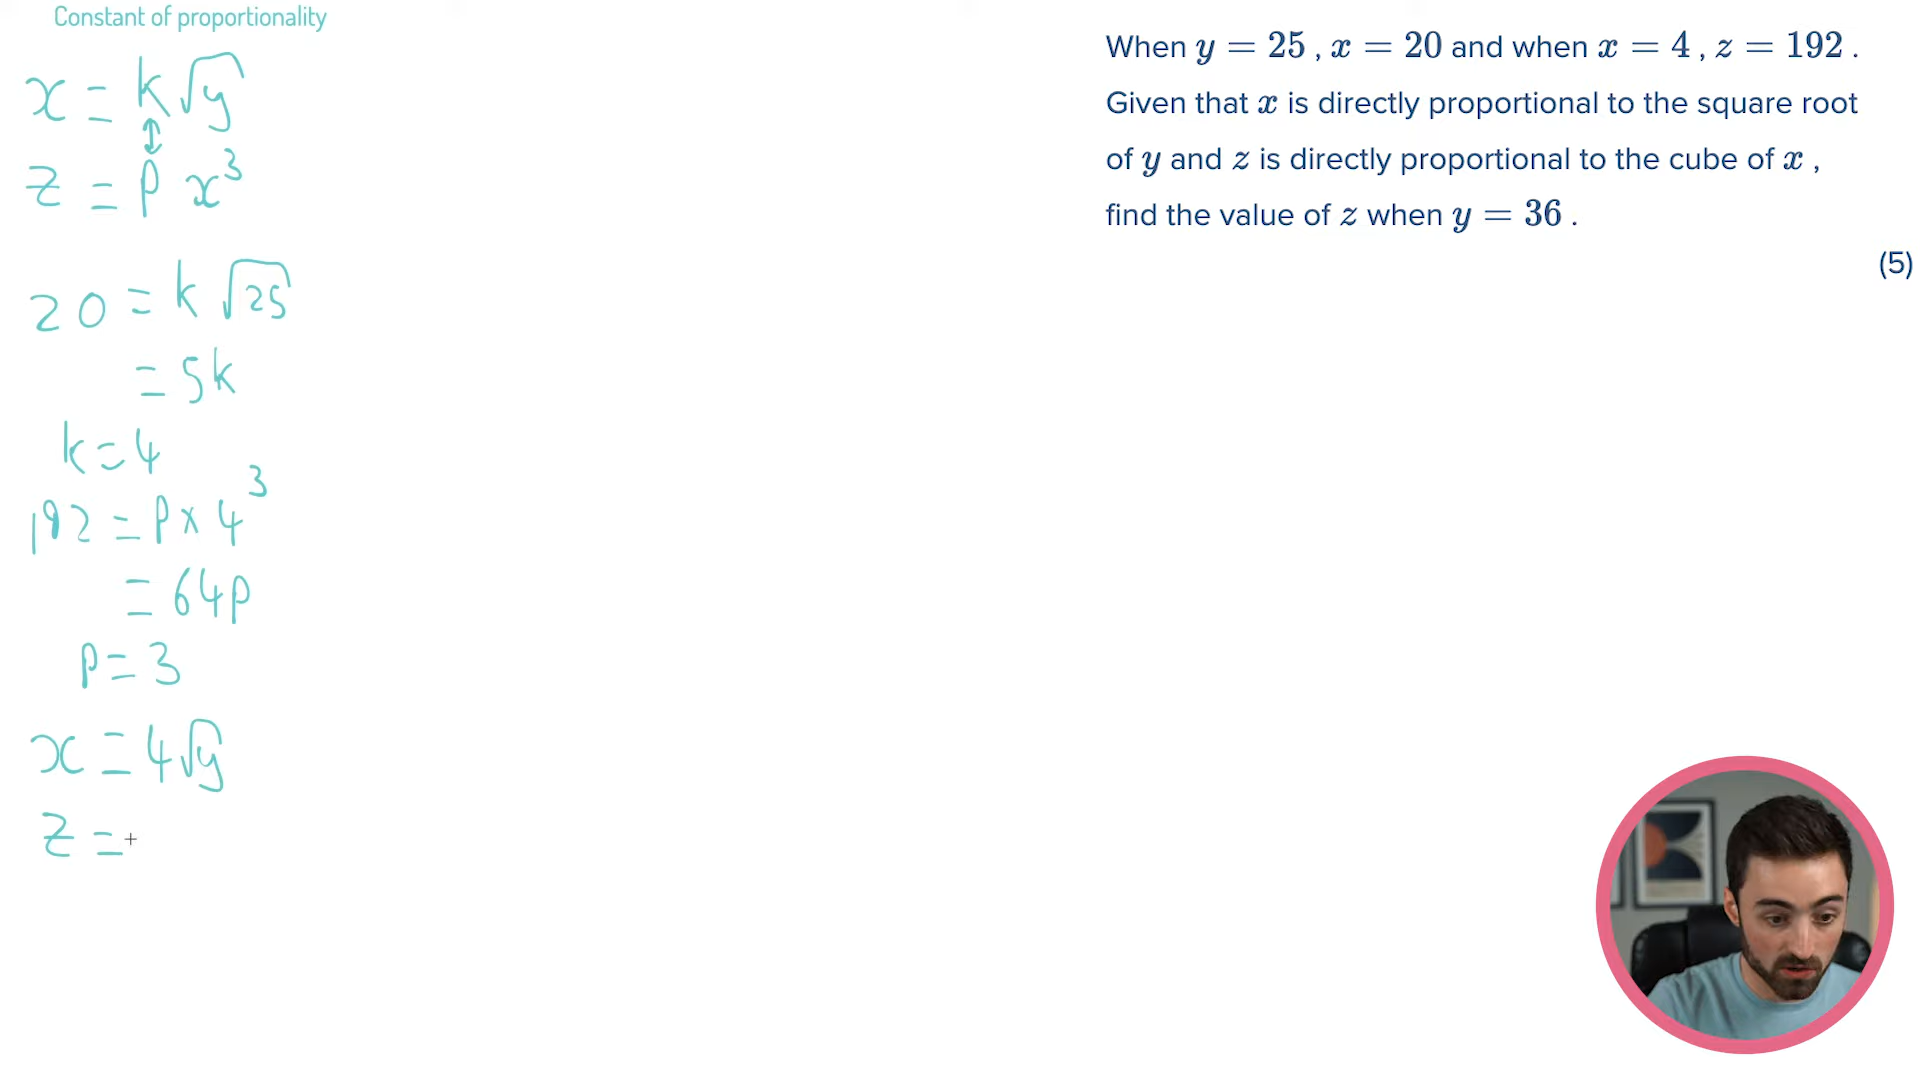 Constant of proportionality
x = k√y
↕
z = p x³
20 = k √25
= 5k
k = 4
192 = p × 4³
= 64p
p = 3
x = 4√y
z =
When y = 25 , x = 20 and when x = 4 , z = 192 .
Given that x is directly proportional to the square root
of y and z is directly proportional to the cube of x ,
find the value of z when y = 36 .
(5)